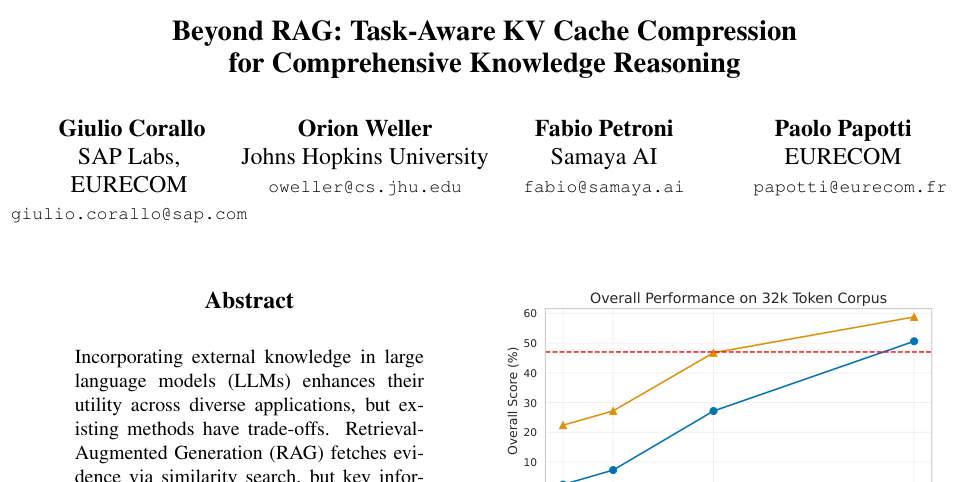 Beyond RAG: Task-Aware KV Cache Compression
for Comprehensive Knowledge Reasoning
Giulio Corallo
SAP Labs,
EURECOM
giulio.corallo@sap.com
Orion Weller
Johns Hopkins University
oweller@cs.jhu.edu
Fabio Petroni
Samaya AI
fabio@samaya.ai
Paolo Papotti
EURECOM
papotti@eurecom.fr
Abstract
Incorporating external knowledge in large
language models (LLMs) enhances their
utility across diverse applications, but ex-
isting methods have trade-offs. Retrieval-
Augmented Generation (RAG) fetches evi-
dence via similarity search, but key infor-
Overall Performance on 32k Token Corpus
Overall Score (%)
60
50
40
30
20
10